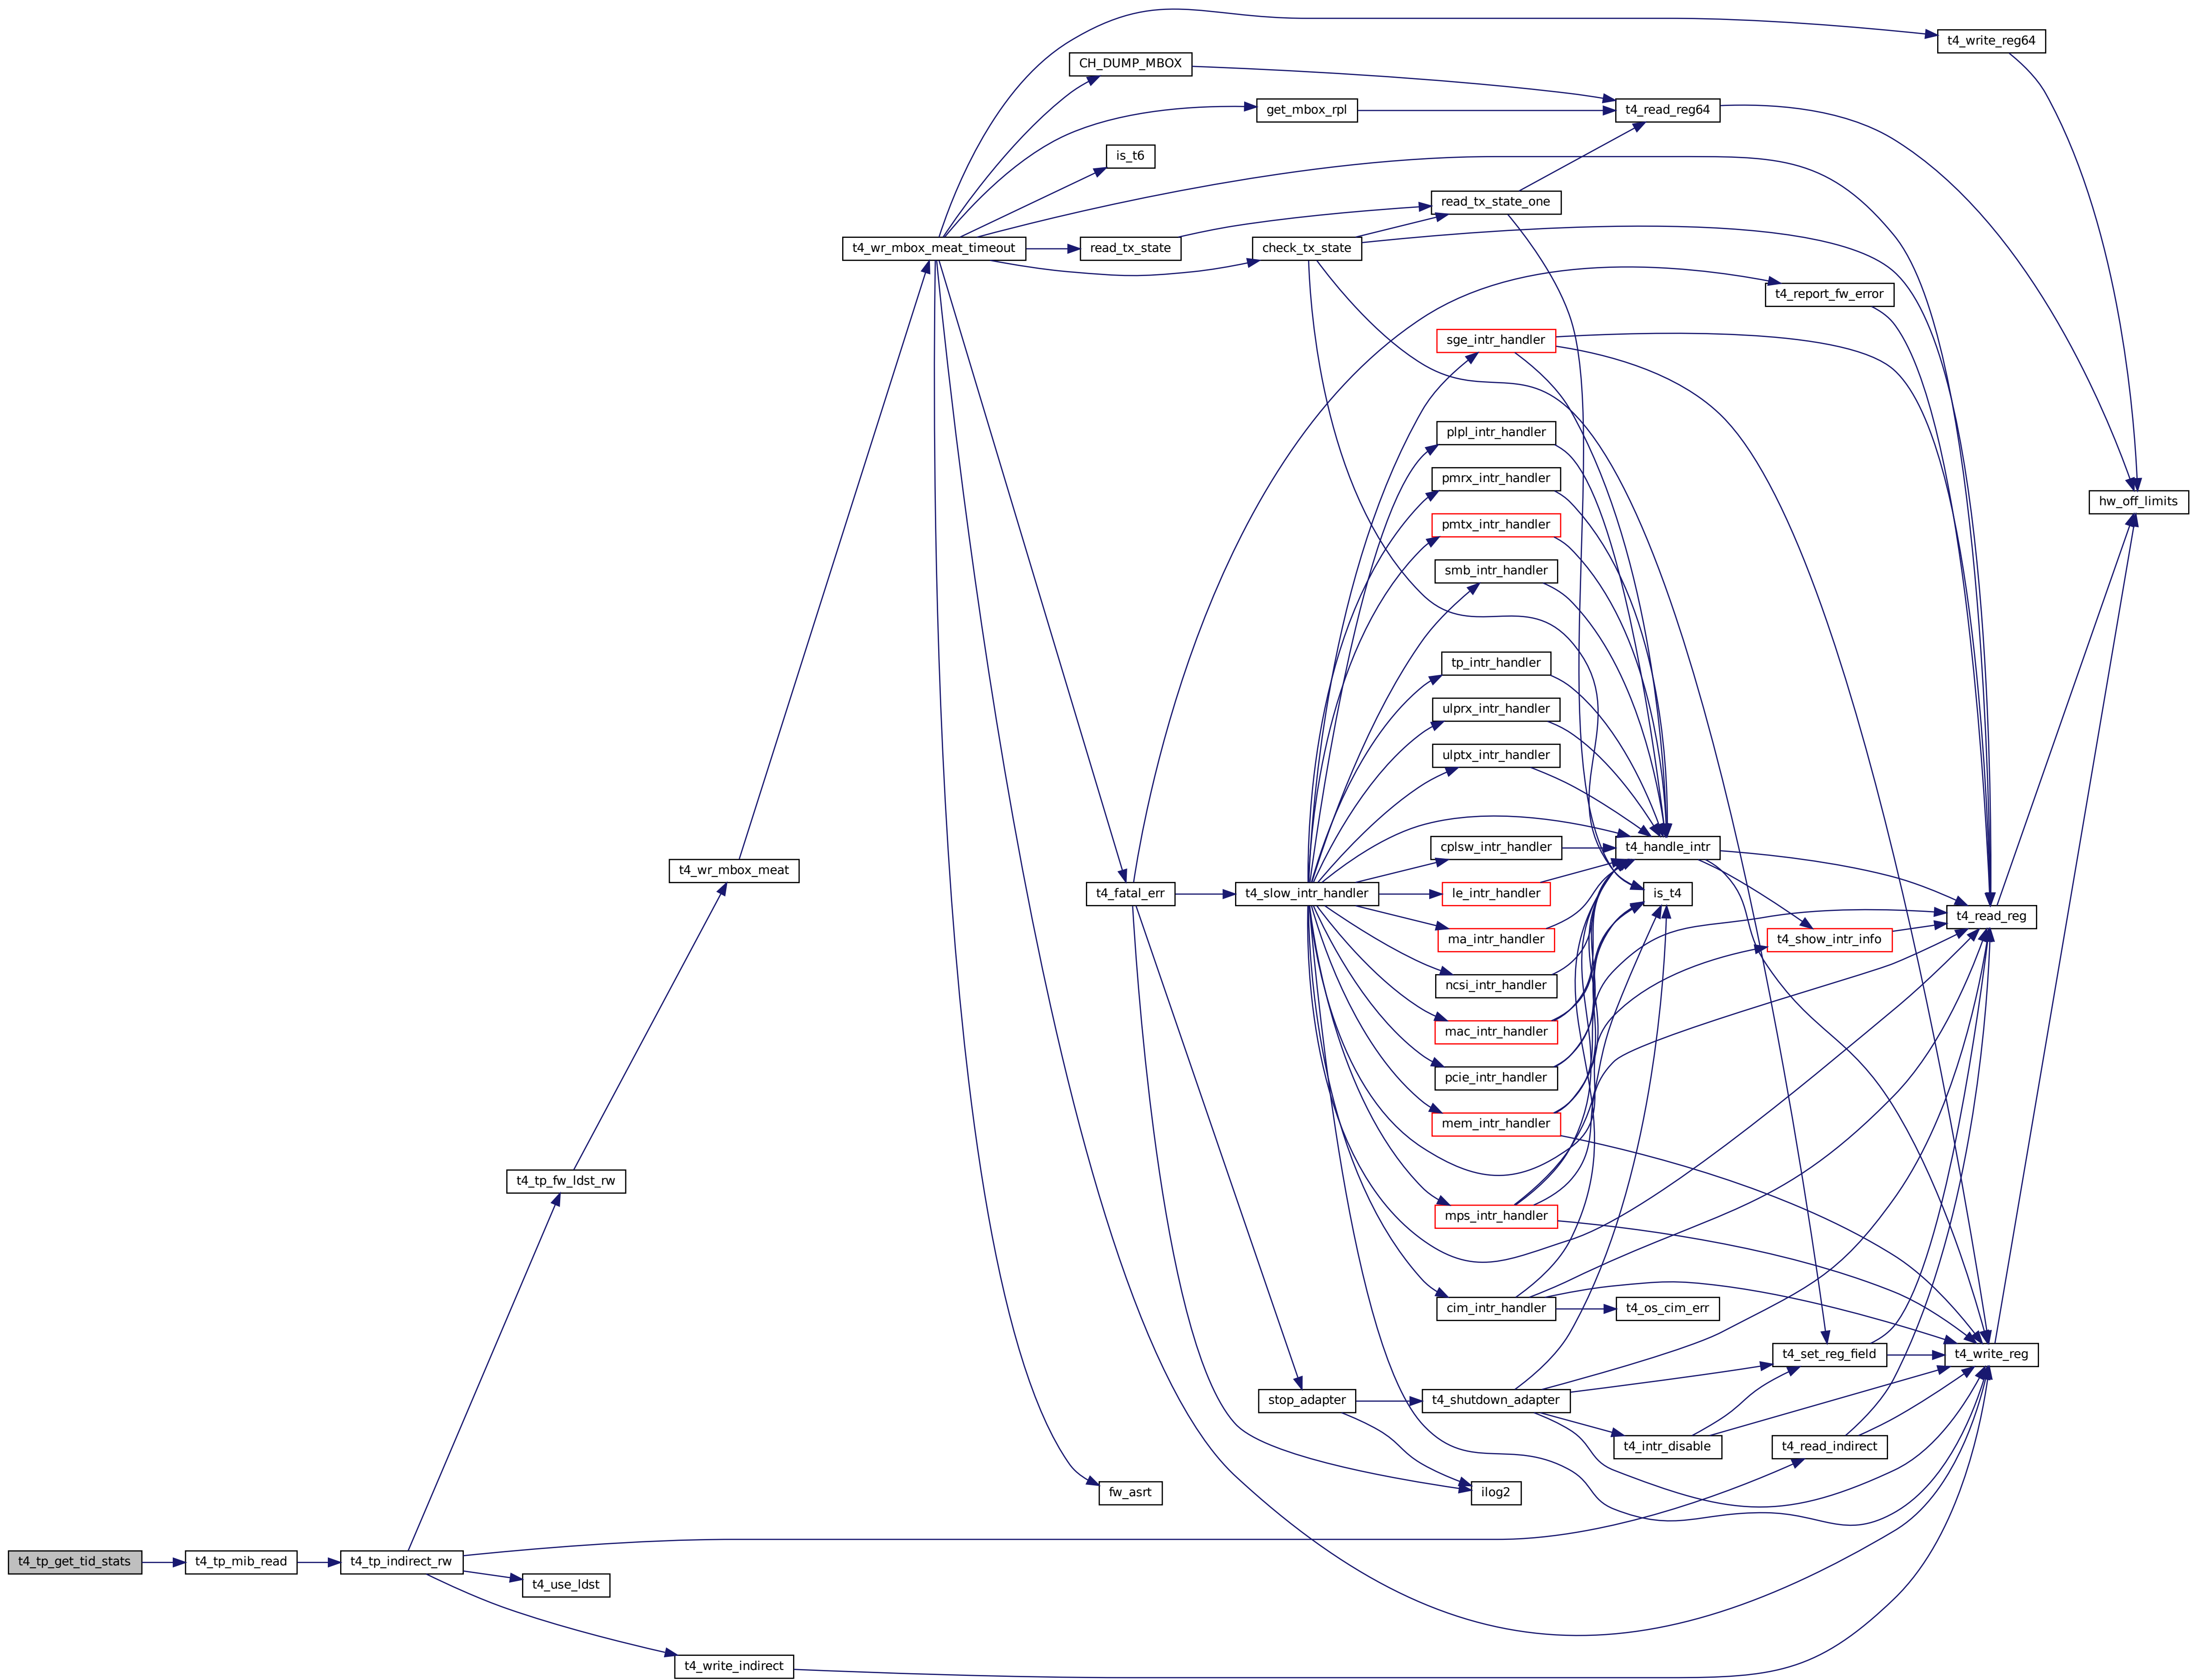 t4_write_reg64
CH_DUMP_MBOX
get_mbox_rpl
t4_read_reg64
is_t6
read_tx_state_one
t4_wr_mbox_meat_timeout
read_tx_state
check_tx_state
t4_report_fw_error
sge_intr_handler
plpl_intr_handler
pmrx_intr_handler
hw_off_limits
pmtx_intr_handler
smb_intr_handler
tp_intr_handler
ulprx_intr_handler
ulptx_intr_handler
cplsw_intr_handler
t4_handle_intr
t4_wr_mbox_meat
t4_fatal_err
t4_slow_intr_handler
le_intr_handler
is_t4
t4_read_reg
ma_intr_handler
t4_show_intr_info
ncsi_intr_handler
mac_intr_handler
pcie_intr_handler
mem_intr_handler
t4_tp_fw_ldst_rw
mps_intr_handler
cim_intr_handler
t4_os_cim_err
t4_set_reg_field
t4_write_reg
stop_adapter
t4_shutdown_adapter
t4_intr_disable
t4_read_indirect
fw_asrt
ilog2
t4_tp_get_tid_stats
t4_tp_mib_read
t4_tp_indirect_rw
t4_use_ldst
t4_write_indirect